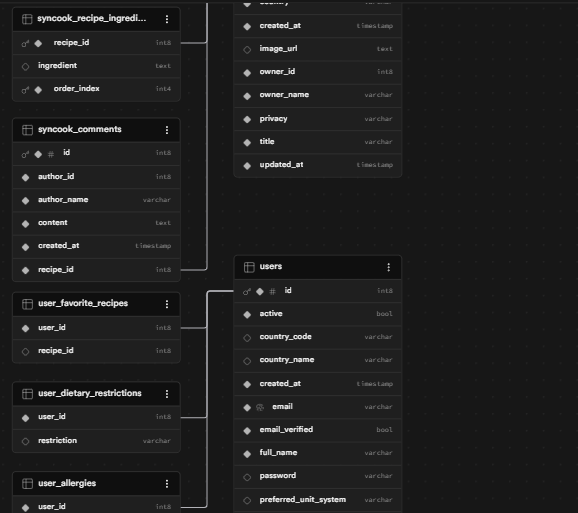 syncook_recipe_ingredi...
recipe_id int8
ingredient text
order_index int4
syncook_comments
id int8
author_id int8
author_name varchar
content text
created_at timestamp
recipe_id int8
user_favorite_recipes
user_id int8
recipe_id int8
user_dietary_restrictions
user_id int8
restriction varchar
user_allergies
user_id int8
country varchar
created_at timestamp
image_url text
owner_id int8
owner_name varchar
privacy varchar
title varchar
updated_at timestamp
users
id int8
active bool
country_code varchar
country_name varchar
created_at timestamp
email varchar
email_verified bool
full_name varchar
password varchar
preferred_unit_system varchar